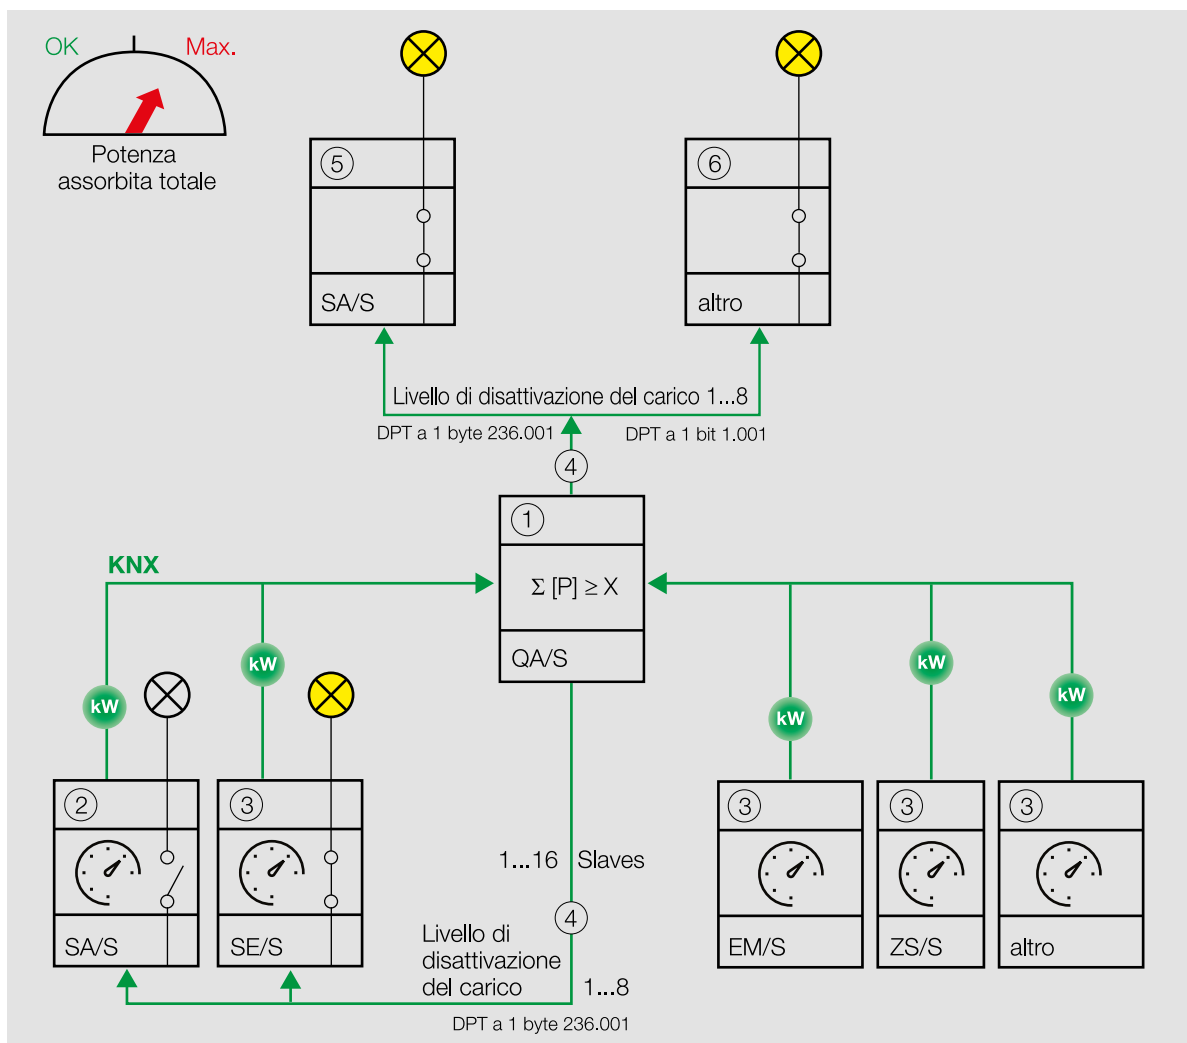 OK
Max.
Potenza
assorbita totale
5
SA/S
6
altro
Livello di disattivazione del carico 1...8
DPT a 1 byte 236.001
DPT a 1 bit 1.001
4
1
Σ [P] ≥ X
QA/S
KNX
kW
kW
kW
kW
kW
2
SA/S
3
SE/S
1...16 Slaves
4
Livello di
disattivazione
del carico
1...8
DPT a 1 byte 236.001
3
EM/S
3
ZS/S
3
altro